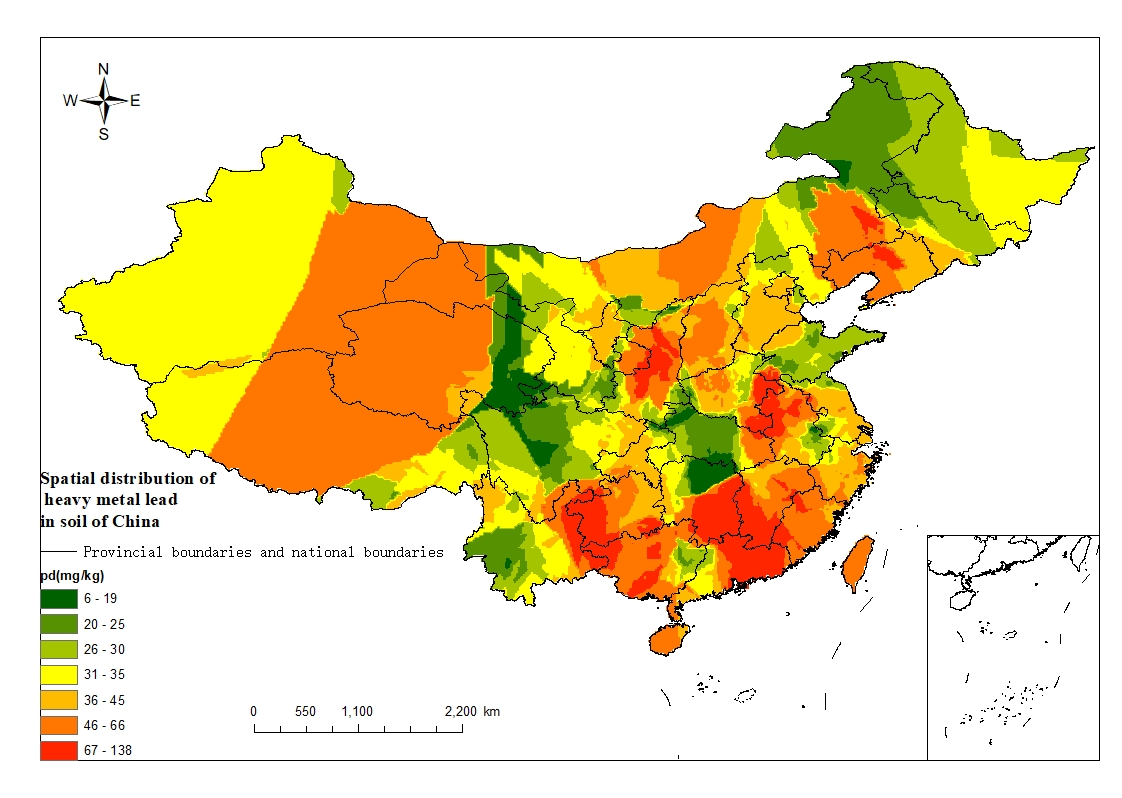 N
W E
S
Spatial distribution of
heavy metal lead
in soil of China
Provincial boundaries and national boundaries
pd(mg/kg)
6 - 19
20 - 25
26 - 30
31 - 35
36 - 45
46 - 66
67 - 138
0 550 1,100 2,200 km